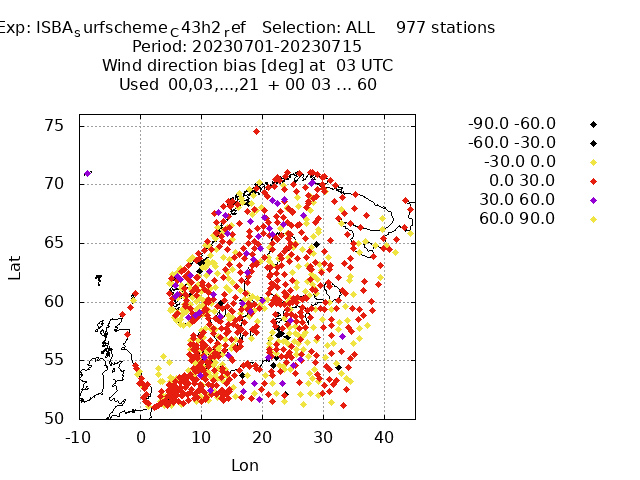 Exp: ISBAsurfschemeC43h2ref   Selection: ALL    977 stations
Period: 20230701-20230715
Wind direction bias [deg] at  03 UTC
Used  00,03,...,21  + 00 03 ... 60
-90.0 -60.0
-60.0 -30.0
-30.0 0.0
0.0 30.0
30.0 60.0
60.0 90.0
75
70
65
60
55
50
Lat
-10 0 10 20 30 40
Lon